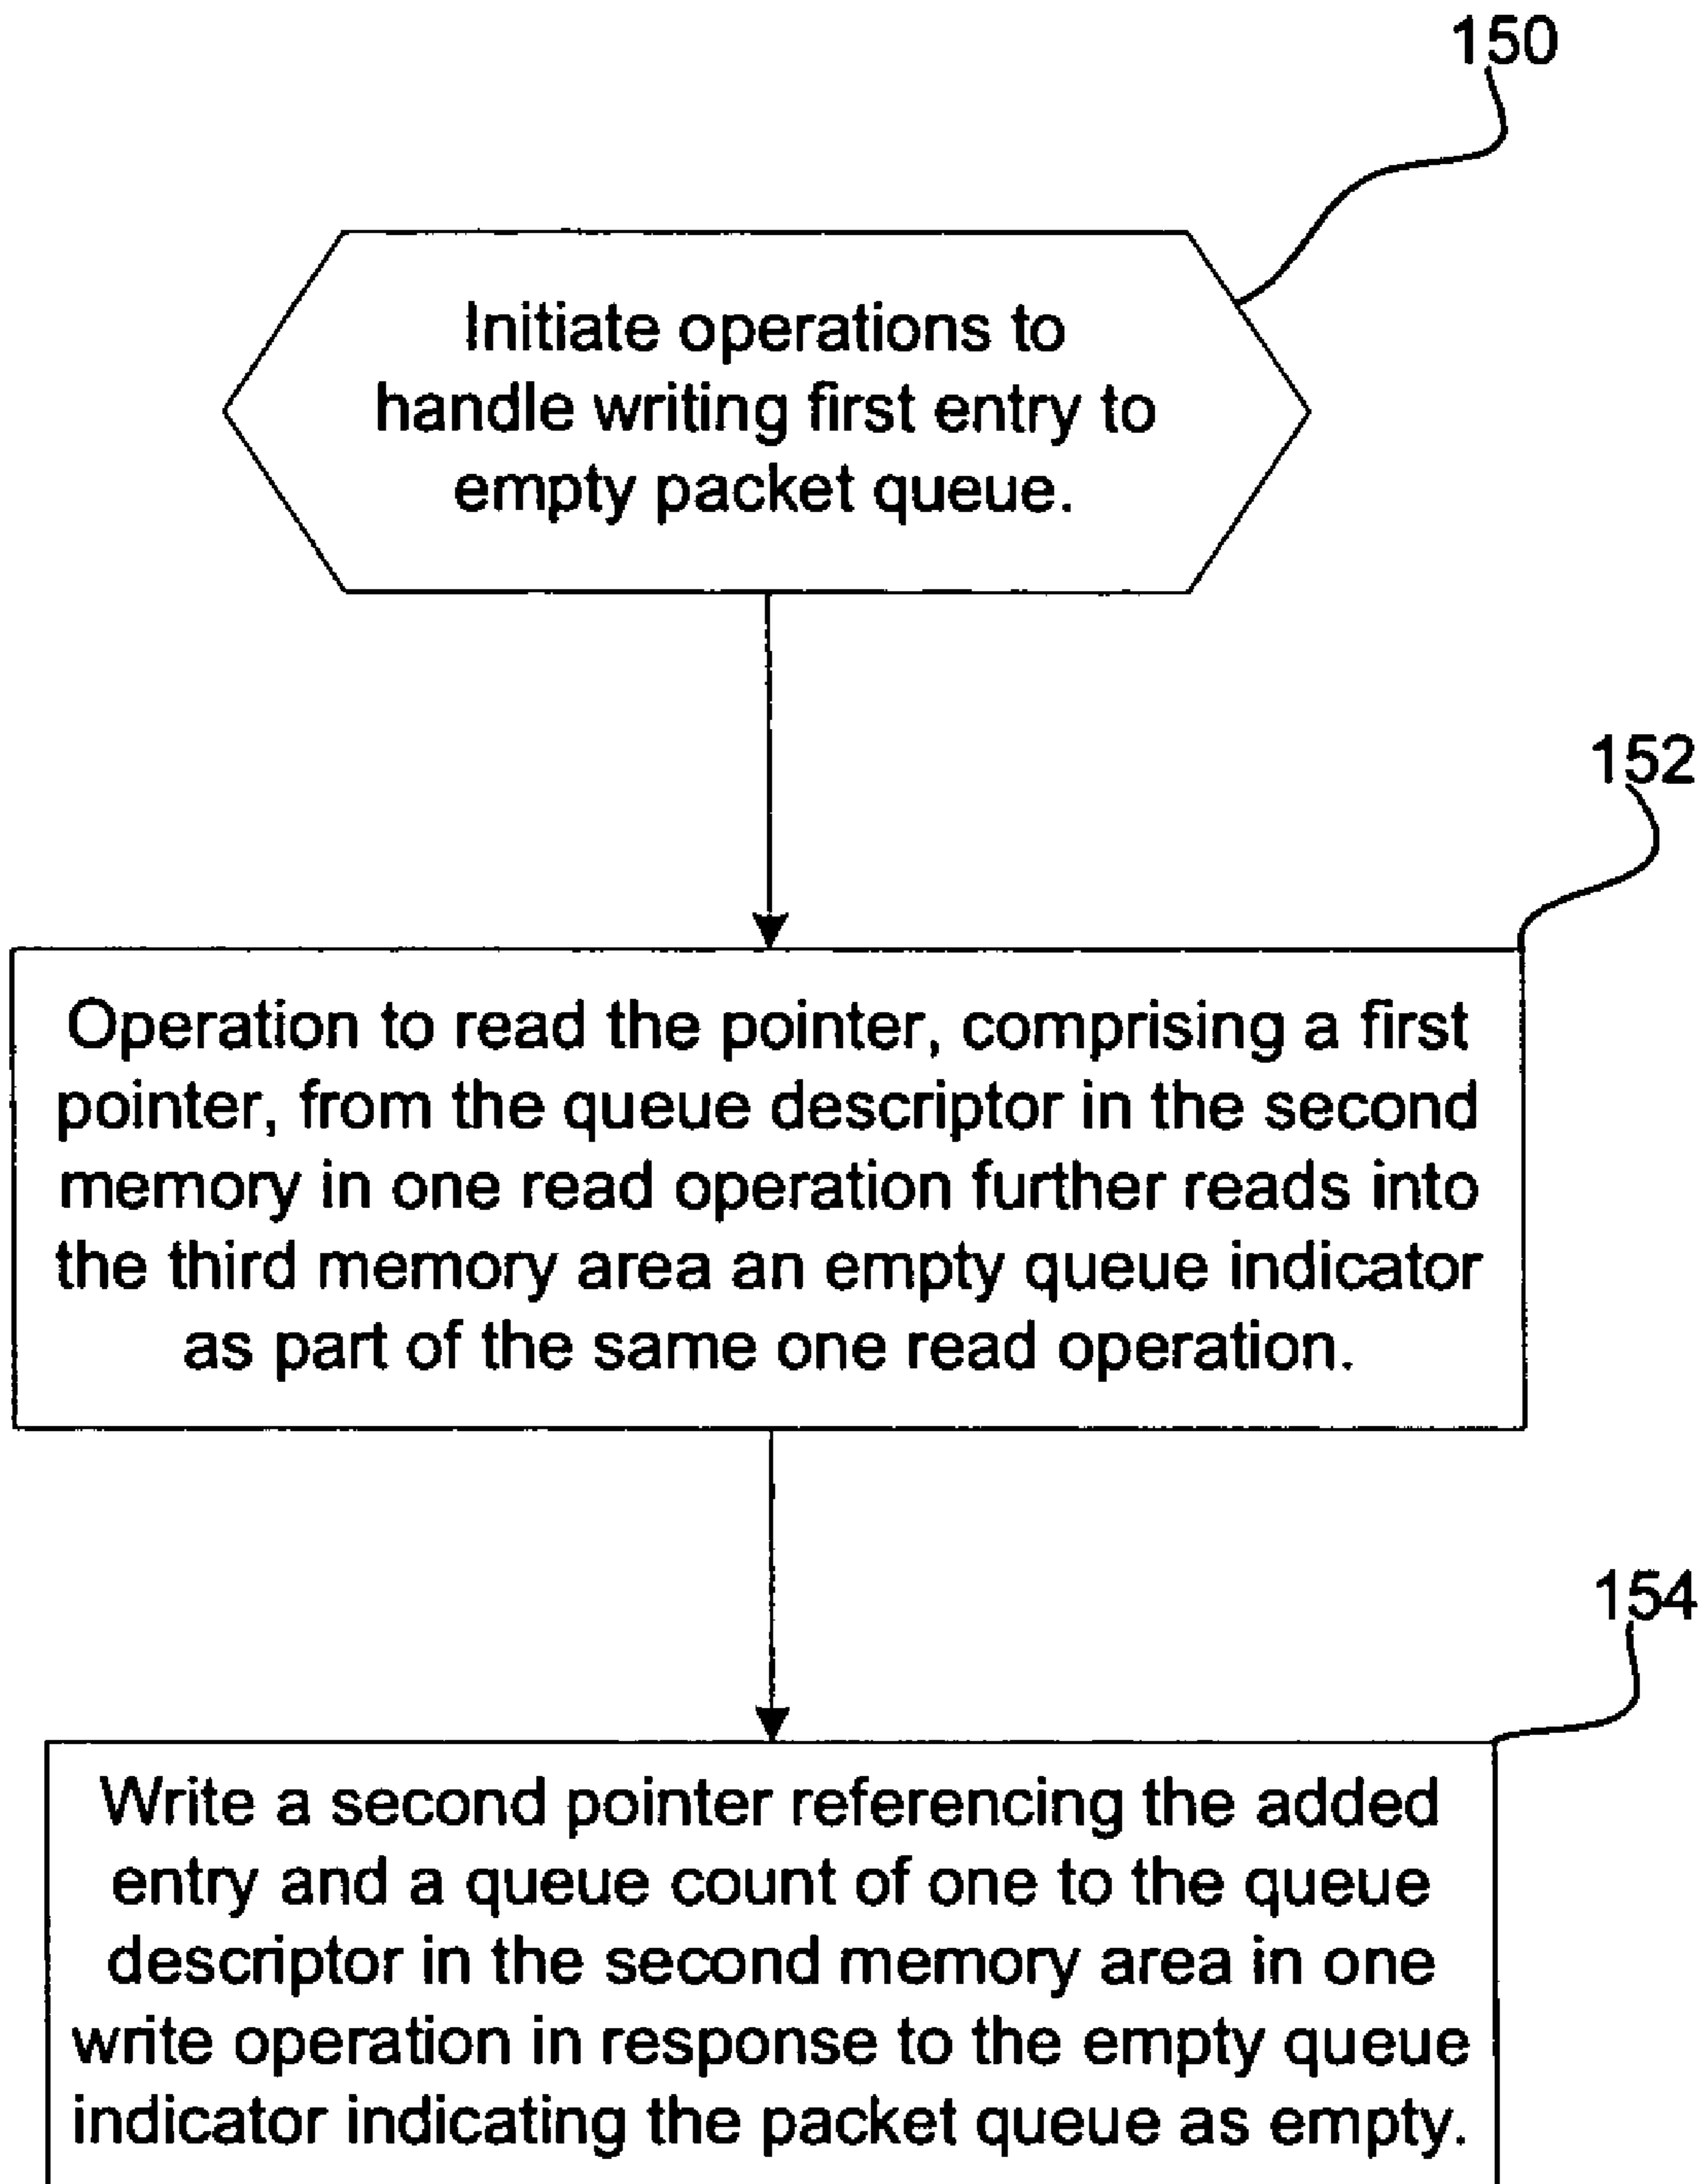 150
Initiate operations to
handle writing first entry to
empty packet queue.
152
Operation to read the pointer, comprising a first
pointer, from the queue descriptor in the second
memory in one read operation further reads into
the third memory area an empty queue indicator
as part of the same one read operation.
154
Write a second pointer referencing the added
entry and a queue count of one to the queue
descriptor in the second memory area in one
write operation in response to the empty queue
indicator indicating the packet queue as empty.